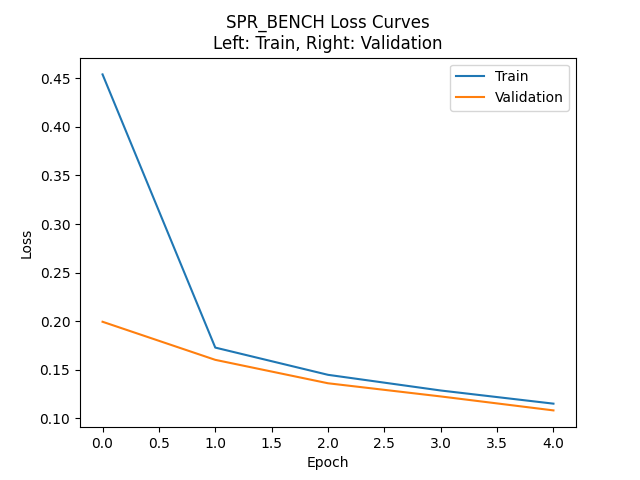 SPR_BENCH Loss Curves
Left: Train, Right: Validation
Train
Validation
0.45
0.40
0.35
0.30
0.25
0.20
0.15
0.10
Loss
0.0 0.5 1.0 1.5 2.0 2.5 3.0 3.5 4.0
Epoch